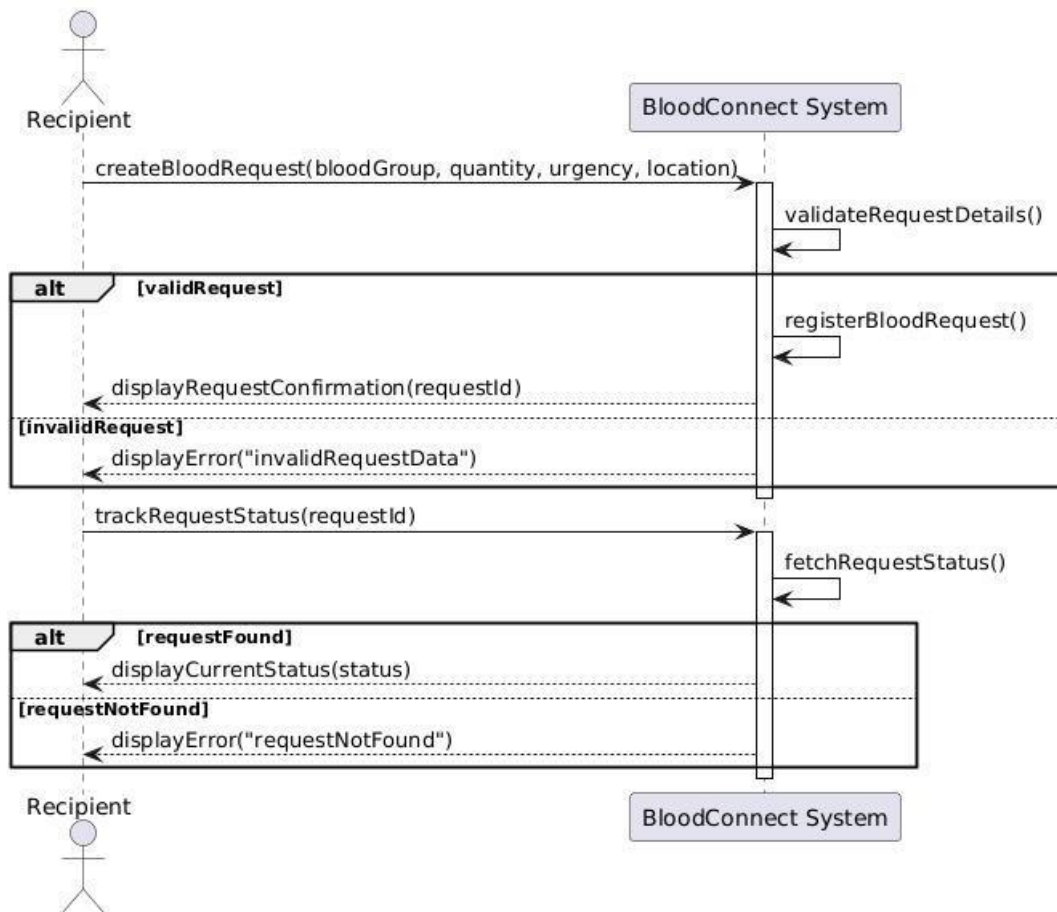 Recipient
BloodConnect System
createBloodRequest(bloodGroup, quantity, urgency, location)
validateRequestDetails()
alt [validRequest]
registerBloodRequest()
displayRequestConfirmation(requestId)
[invalidRequest]
displayError("invalidRequestData")
trackRequestStatus(requestId)
fetchRequestStatus()
alt [requestFound]
displayCurrentStatus(status)
[requestNotFound]
displayError("requestNotFound")
Recipient
BloodConnect System